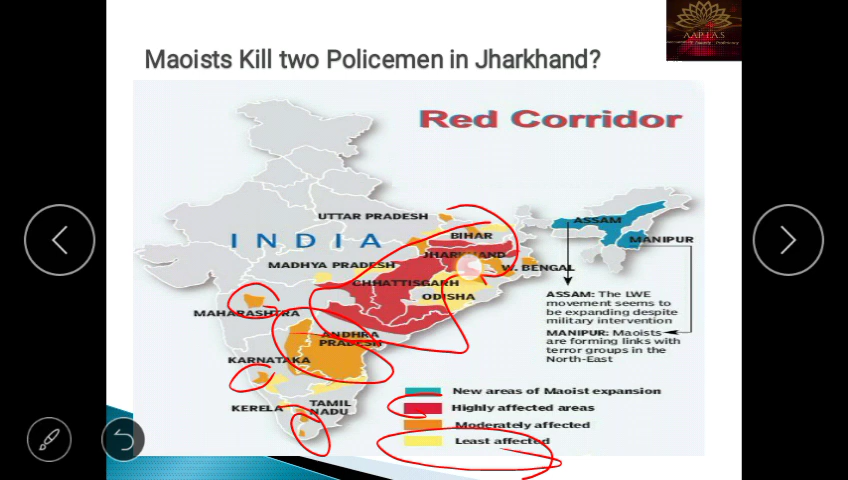 AAP I.A.S
Maoists Kill two Policemen in Jharkhand?
Red Corridor
UTTAR PRADESH
ASSAM
BIHAR
INDIA
MANIPUR
JHARKHAND
MADHYA PRADESH
W. BENGAL
CHHATTISGARH
ODISHA
ASSAM: The LWE
movement seems to
be expanding despite
military intervention
MAHARASHTRA
MANIPUR: Maoists
are forming links with
terror groups in the
North-East
ANDHRA
PRADESH
KARNATAKA
New areas of Maoist expansion
KERELA
TAMIL
NADU
Highly affected areas
Moderately affected
Least affected